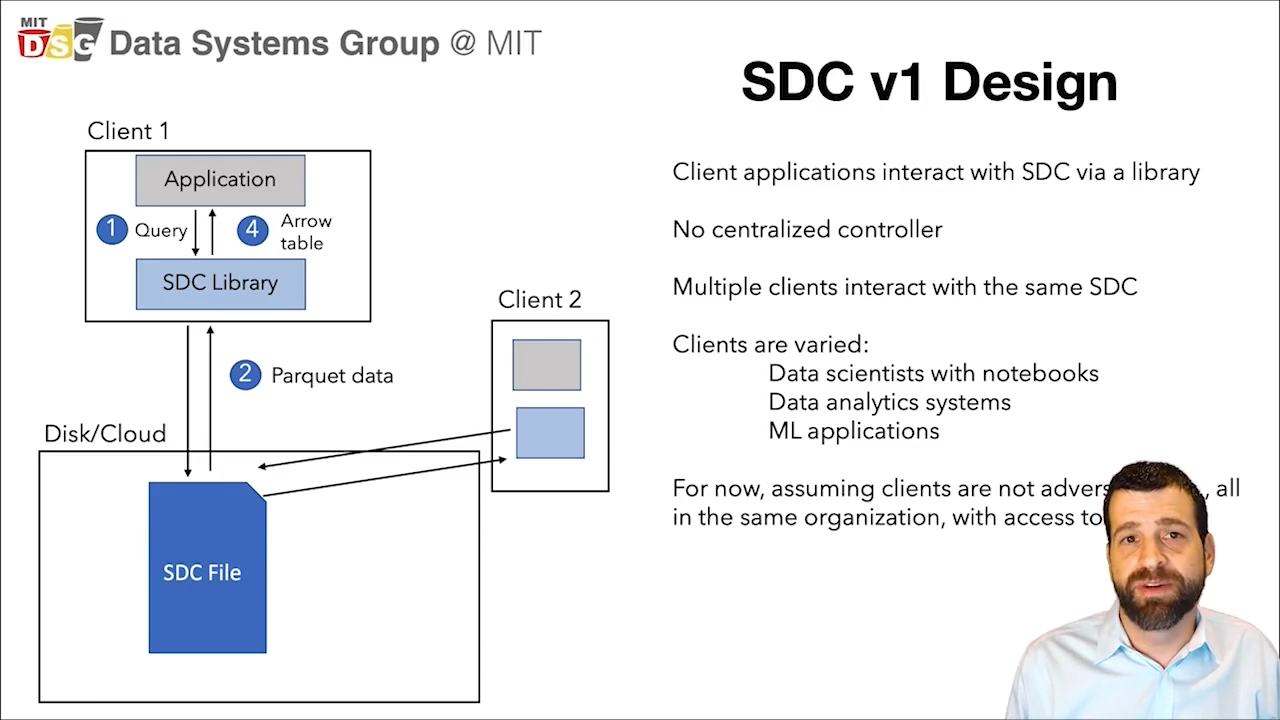 MIT
DSG Data Systems Group @ MIT
SDC v1 Design
Client 1
Application
1 Query
4 Arrow
table
SDC Library
2 Parquet data
Client 2
Disk/Cloud
SDC File
Client applications interact with SDC via a library
No centralized controller
Multiple clients interact with the same SDC
Clients are varied:
Data scientists with notebooks
Data analytics systems
ML applications
For now, assuming clients are not , all
in the same organization, with access to